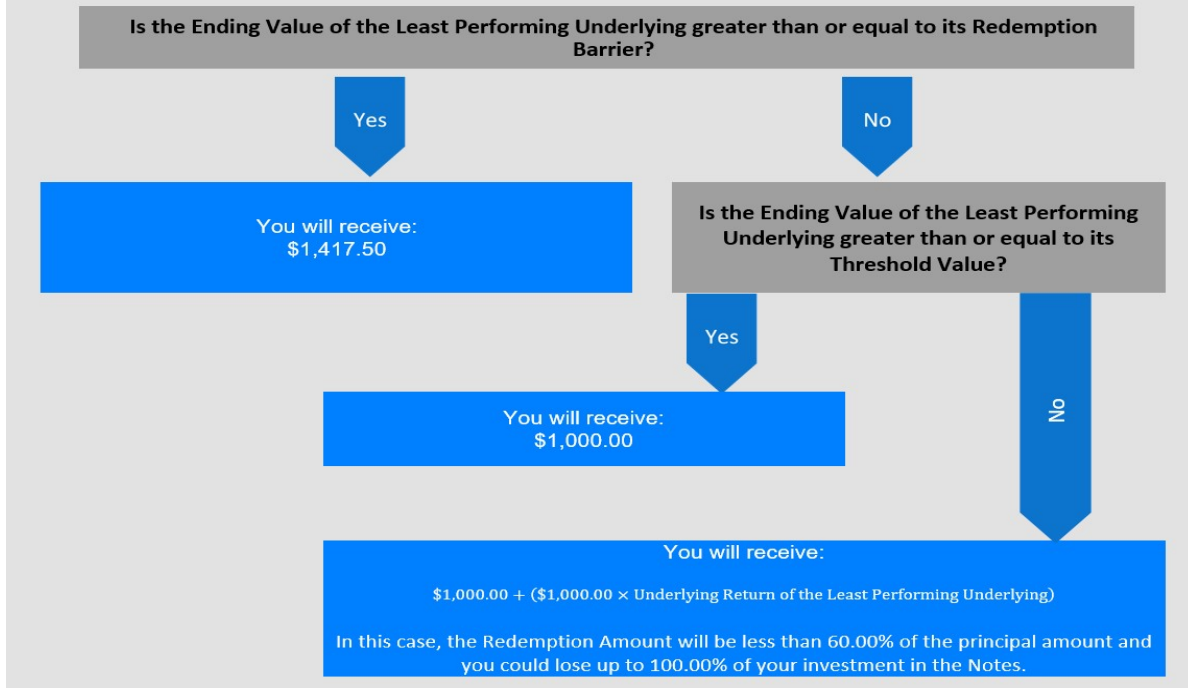 Is the Ending Value of the Least Performing Underlying greater than or equal to its Redemption
Barrier?
Yes
No
You will receive:
$1,417.50
Is the Ending Value of the Least Performing
Underlying greater than or equal to its
Threshold Value?
Yes
No
You will receive:
$1,000.00
You will receive:
$1,000.00 + ($1,000.00 × Underlying Return of the Least Performing Underlying)
In this case, the Redemption Amount will be less than 60.00% of the principal amount and
you could lose up to 100.00% of your investment in the Notes.